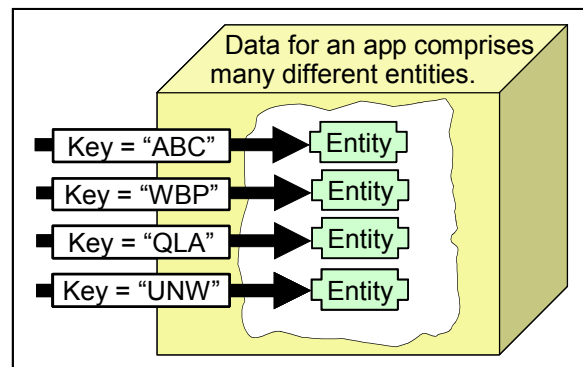 Data for an app comprises
many different entities.
Key = “ABC” Entity
Key = “WBP” Entity
Key = “QLA” Entity
Key = “UNW” Entity